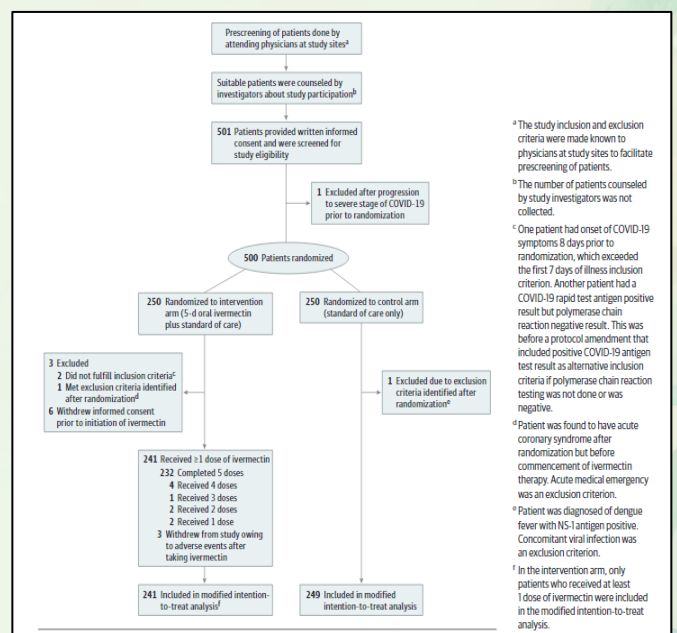 Prescreening of patients done by
attending physicians at study sitesa
Suitable patients were counseled by
investigators about study participationb
501 Patients provided written informed
consent and were screened for
study eligibility
1 Excluded after progression
to severe stage of COVID-19
prior to randomization
500 Patients randomized
250 Randomized to intervention
arm (5-d oral ivermectin
plus standard of care)
250 Randomized to control arm
(standard of care only)
3 Excluded
2 Did not fulfill inclusion criteriac
1 Met exclusion criteria identified
after randomizationd
6 Withdrew informed consent
prior to initiation of ivermectin
1 Excluded due to exclusion
criteria identified after
randomizatione
241 Received ≥1 dose of ivermectin
232 Completed 5 doses
4 Received 4 doses
1 Received 3 doses
2 Received 2 doses
2 Received 1 dose
3 Withdrew from study owing
to adverse events after
taking ivermectin
241 Included in modified intention-
to-treat analysisf
249 Included in modified
intention-to-treat analysis
a The study inclusion and exclusion
criteria were made known to
physicians at study sites to facilitate
prescreening of patients.
b The number of patients counseled
by study investigators was not
collected.
c One patient had onset of COVID-19
symptoms 8 days prior to
randomization, which exceeded
the first 7 days of illness inclusion
criterion. Another patient had a
COVID-19 rapid test antigen positive
result but polymerase chain
reaction negative result. This was
before a protocol amendment that
included positive COVID-19 antigen
test result as alternative inclusion
criteria if polymerase chain reaction
testing was not done or was
negative.
d Patient was found to have acute
coronary syndrome after
randomization but before
commencement of ivermectin
therapy. Acute medical emergency
was an exclusion criterion.
e Patient was diagnosed of dengue
fever with NS-1 antigen positive.
Concomitant viral infection was
an exclusion criterion.
f In the intervention arm, only
patients who received at least
1 dose of ivermectin were included
in the modified intention-to-treat
analysis.